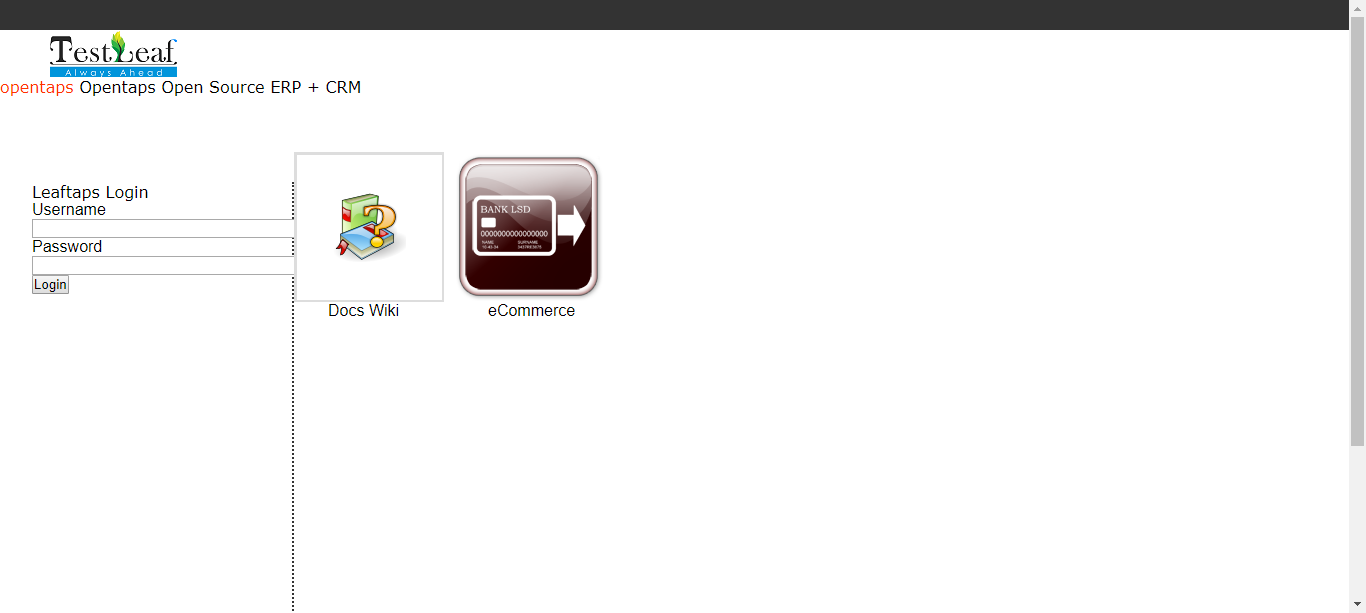 TestLeaf
Always Ahead
opentaps Opentaps Open Source ERP + CRM
Leaftaps Login
Username
Password
Login
BANK LSD
0000000000000000
NAME SURNAME
Docs Wiki
eCommerce